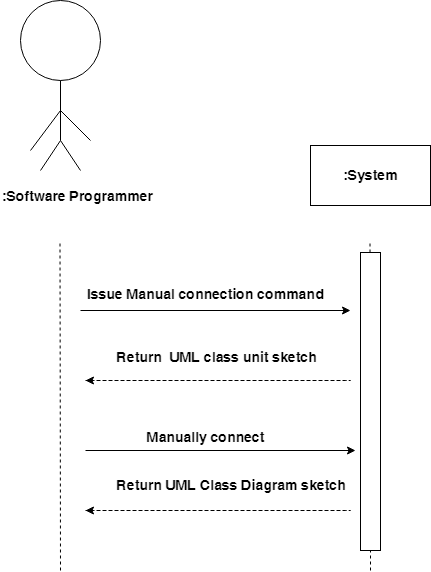 :System
:Software Programmer
Issue Manual connection command
Return UML class unit sketch
Manually connect
Return UML Class Diagram sketch